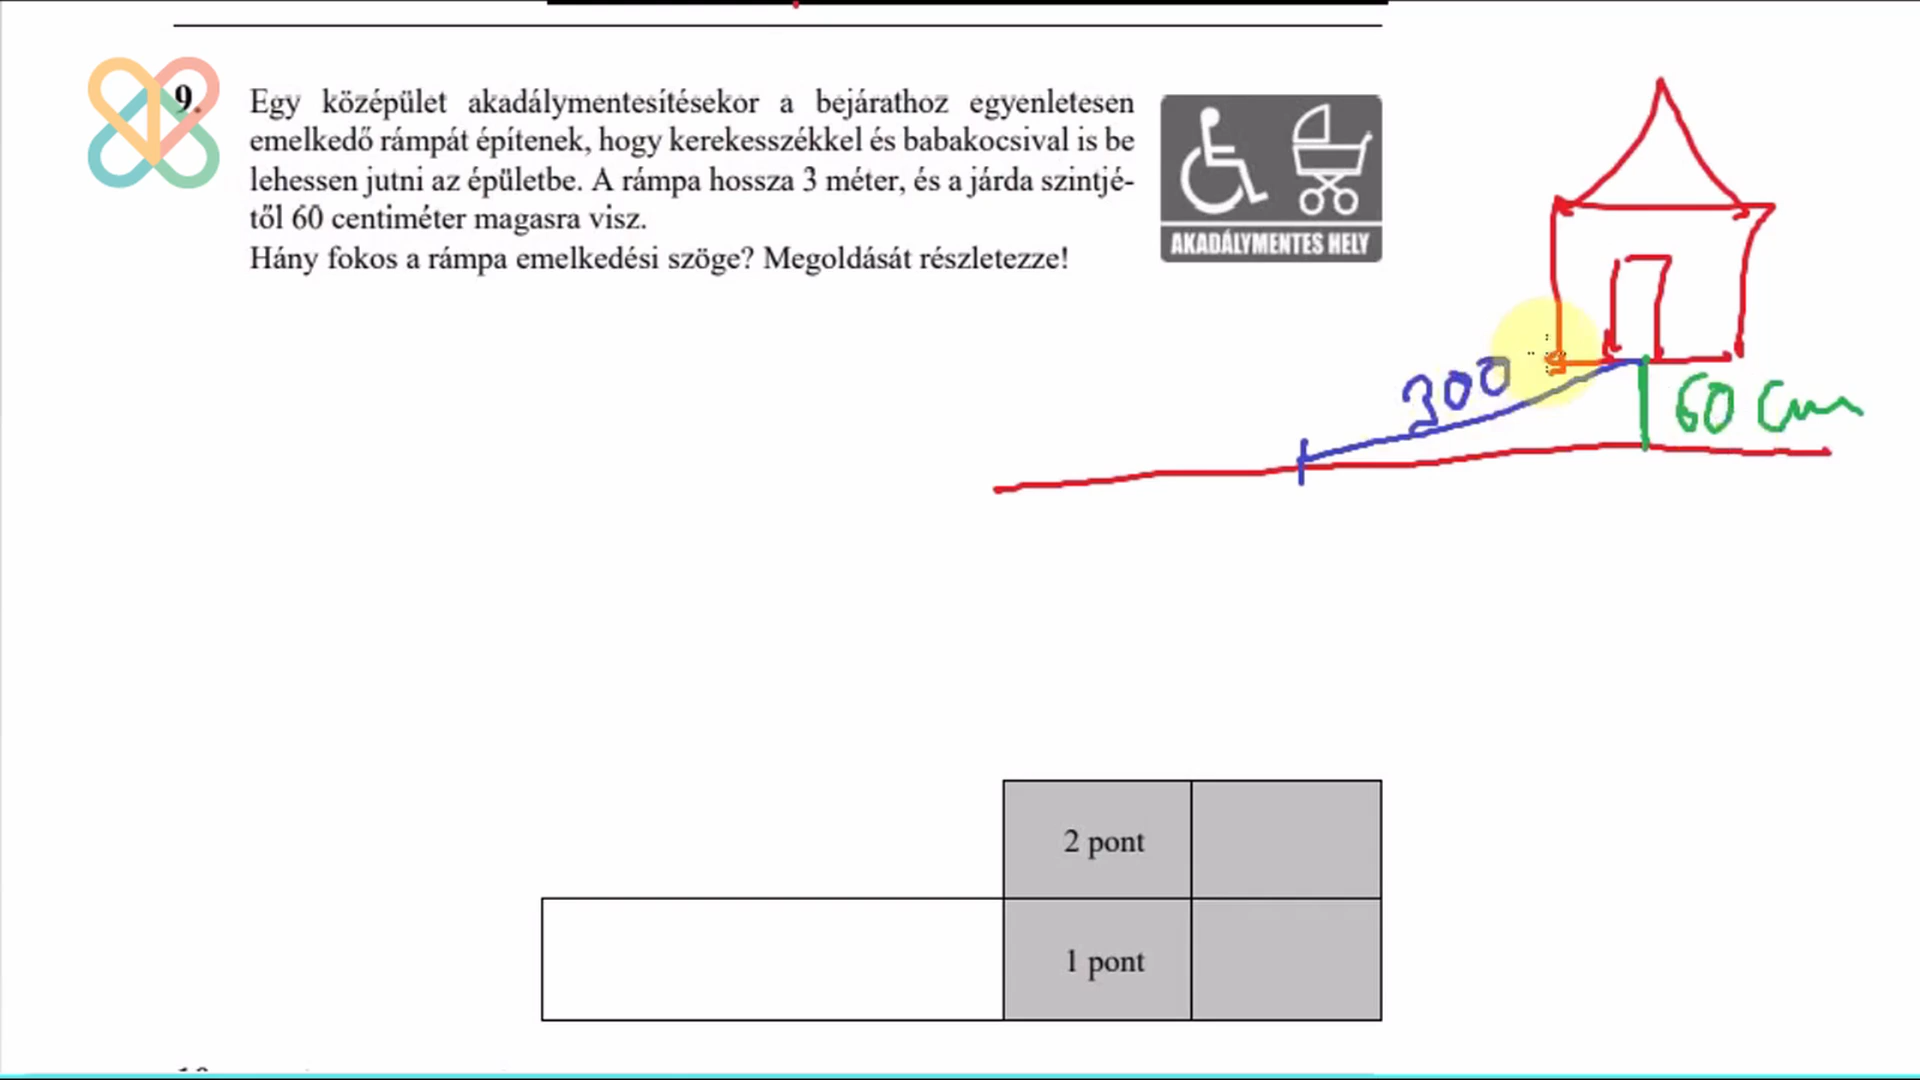 9. Egy középület akadálymentesítésekor a bejárathoz egyenletesen
emelkedő rámpát építenek, hogy kerekesszékkel és babakocsival is be
lehessen jutni az épületbe. A rámpa hossza 3 méter, és a járda szintjé-
től 60 centiméter magasra visz.
Hány fokos a rámpa emelkedési szöge? Megoldását részletezze!
AKADÁLYMENTES HELY
300
60 cm
2 pont
1 pont